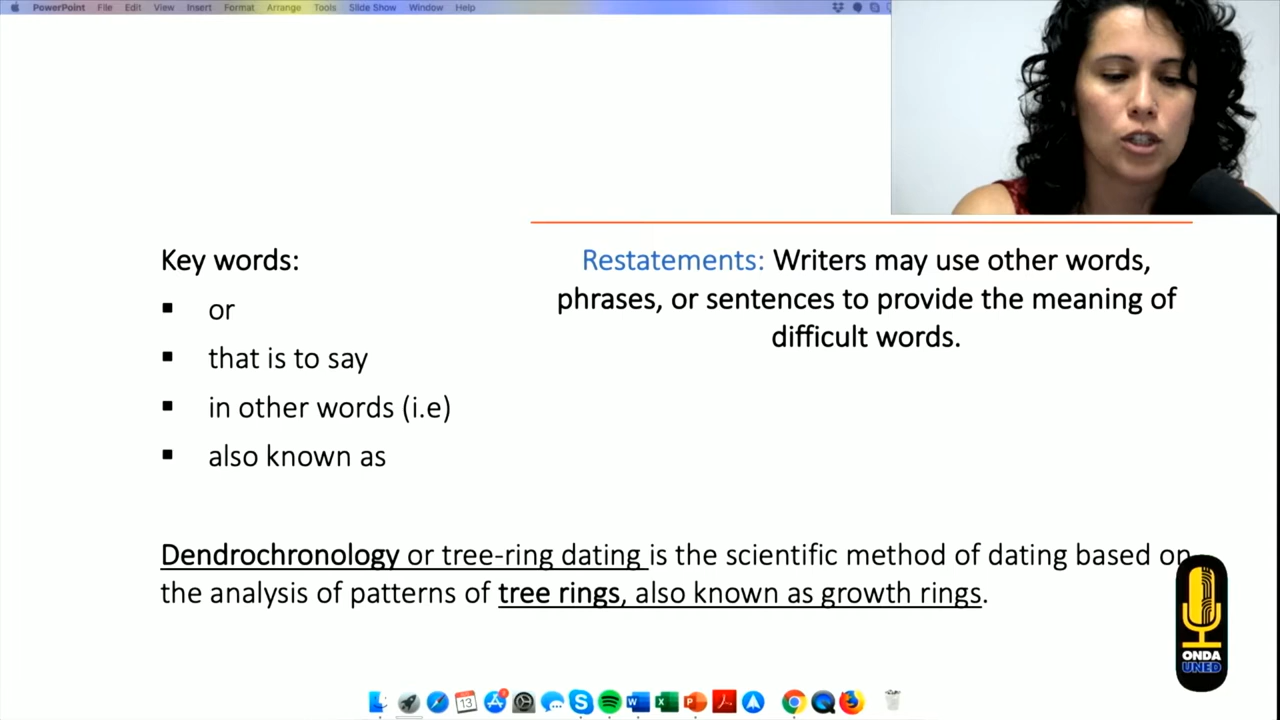 PowerPoint File Edit View Insert Format Arrange Tools Slide Show Window Help
Key words:
▪ or
▪ that is to say
▪ in other words (i.e)
▪ also known as
Restatements: Writers may use other words,
phrases, or sentences to provide the meaning of
difficult words.
Dendrochronology or tree-ring dating is the scientific method of dating based on
the analysis of patterns of tree rings, also known as growth rings.
ONDA
UNED
13